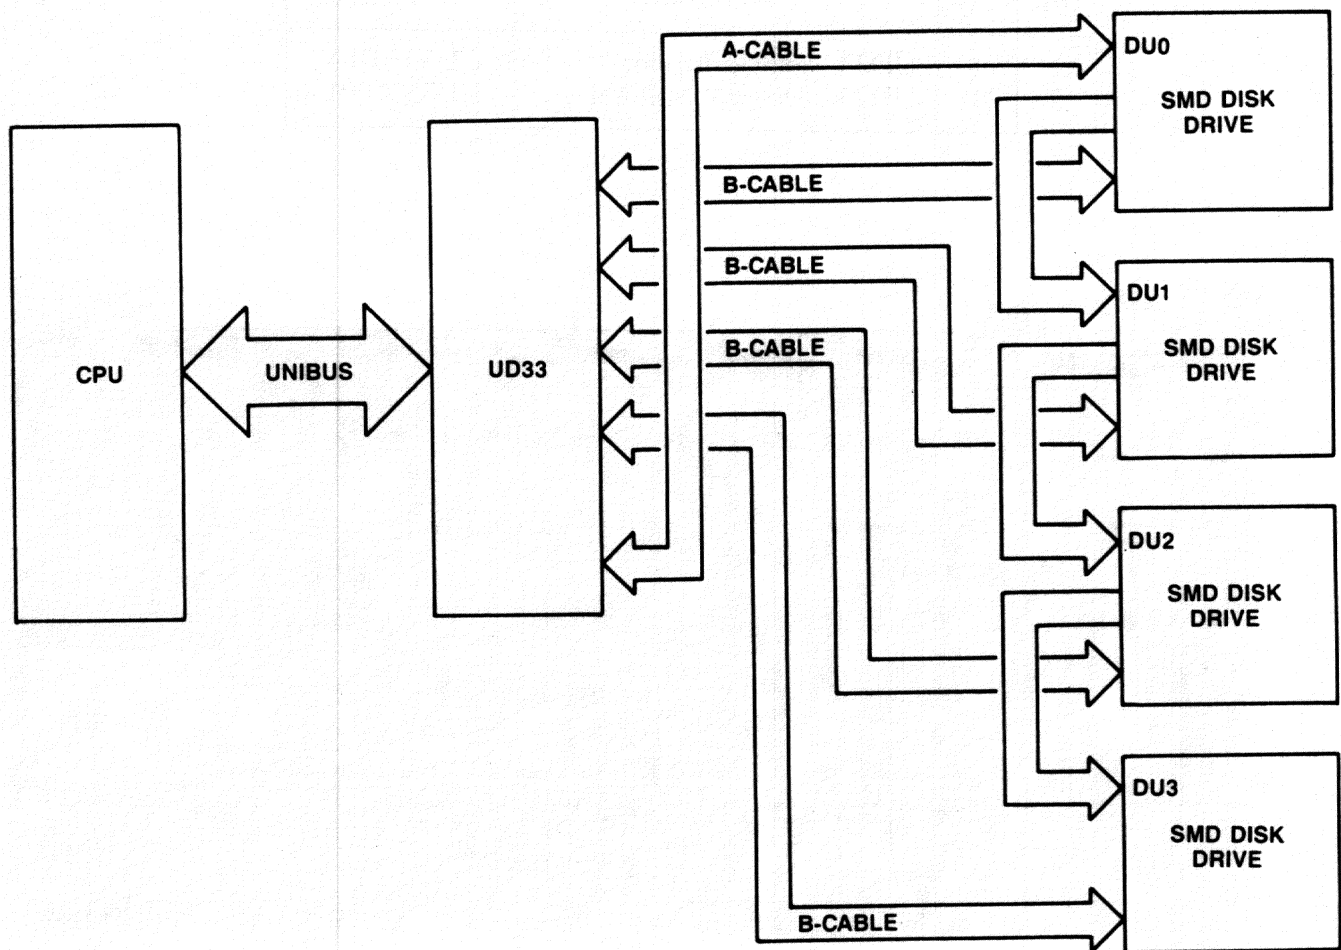 A-CABLE
DU0
SMD DISK
DRIVE
B-CABLE
B-CABLE
DU1
SMD DISK
DRIVE
B-CABLE
CPU
UNIBUS
UD33
DU2
SMD DISK
DRIVE
DU3
SMD DISK
DRIVE
B-CABLE